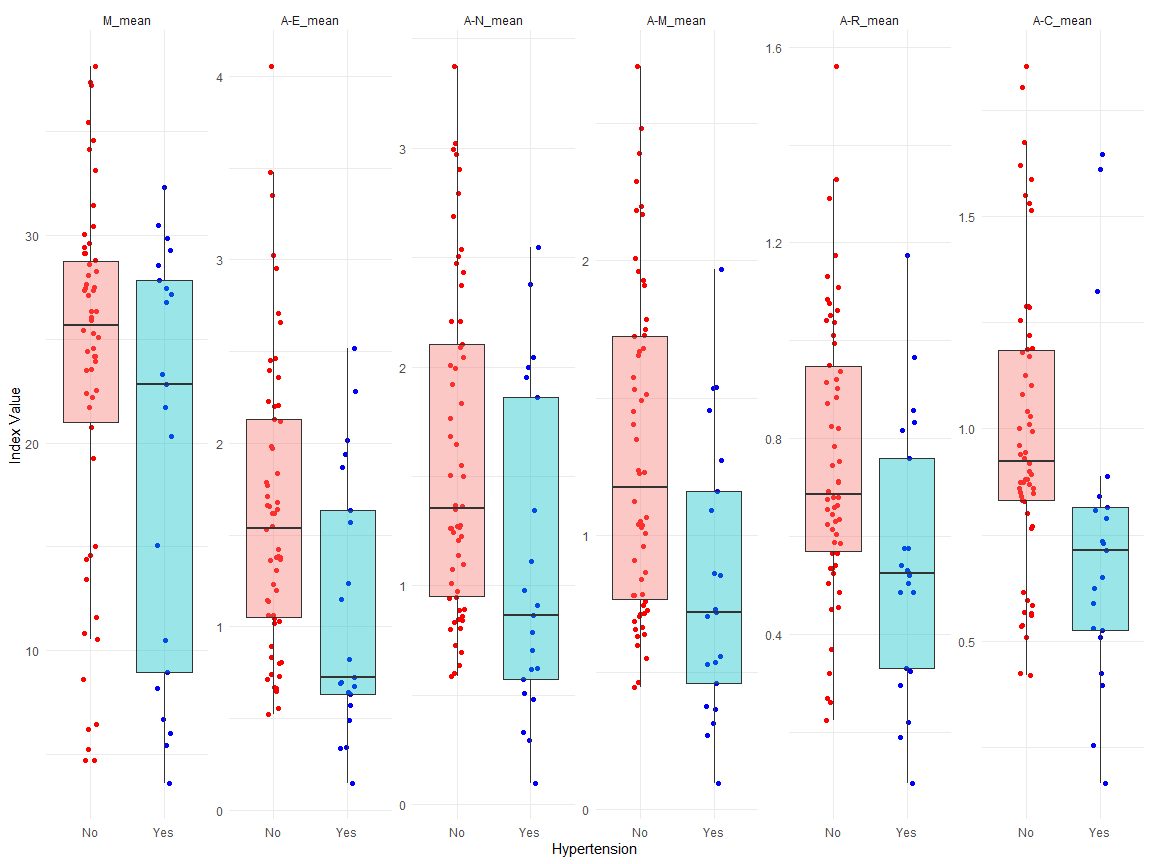 M_mean A-E_mean A-N_mean A-M_mean A-R_mean A-C_mean
Index Value
10 20 30
0 1 2 3 4
0 1 2 3
0 1 2
0.4 0.8 1.2 1.6
0.5 1.0 1.5
No Yes No Yes No Yes No Yes No Yes No Yes
Hypertension